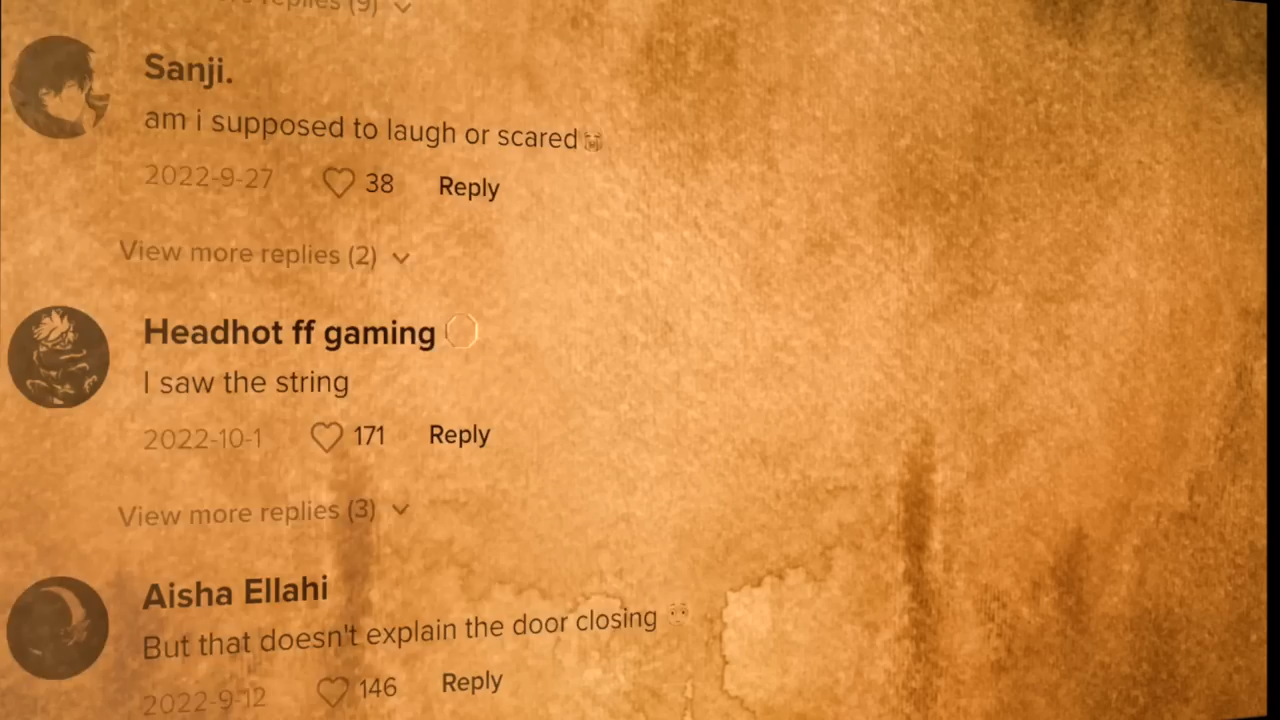 replies (9)
Sanji.
am i supposed to laugh or scared😭
2022-9-27 38 Reply
View more replies (2)
Headhot ff gaming
I saw the string
2022-10-1 171 Reply
View more replies (3)
Aisha Ellahi
But that doesn't explain the door closing 😳
2022-9-12 146 Reply